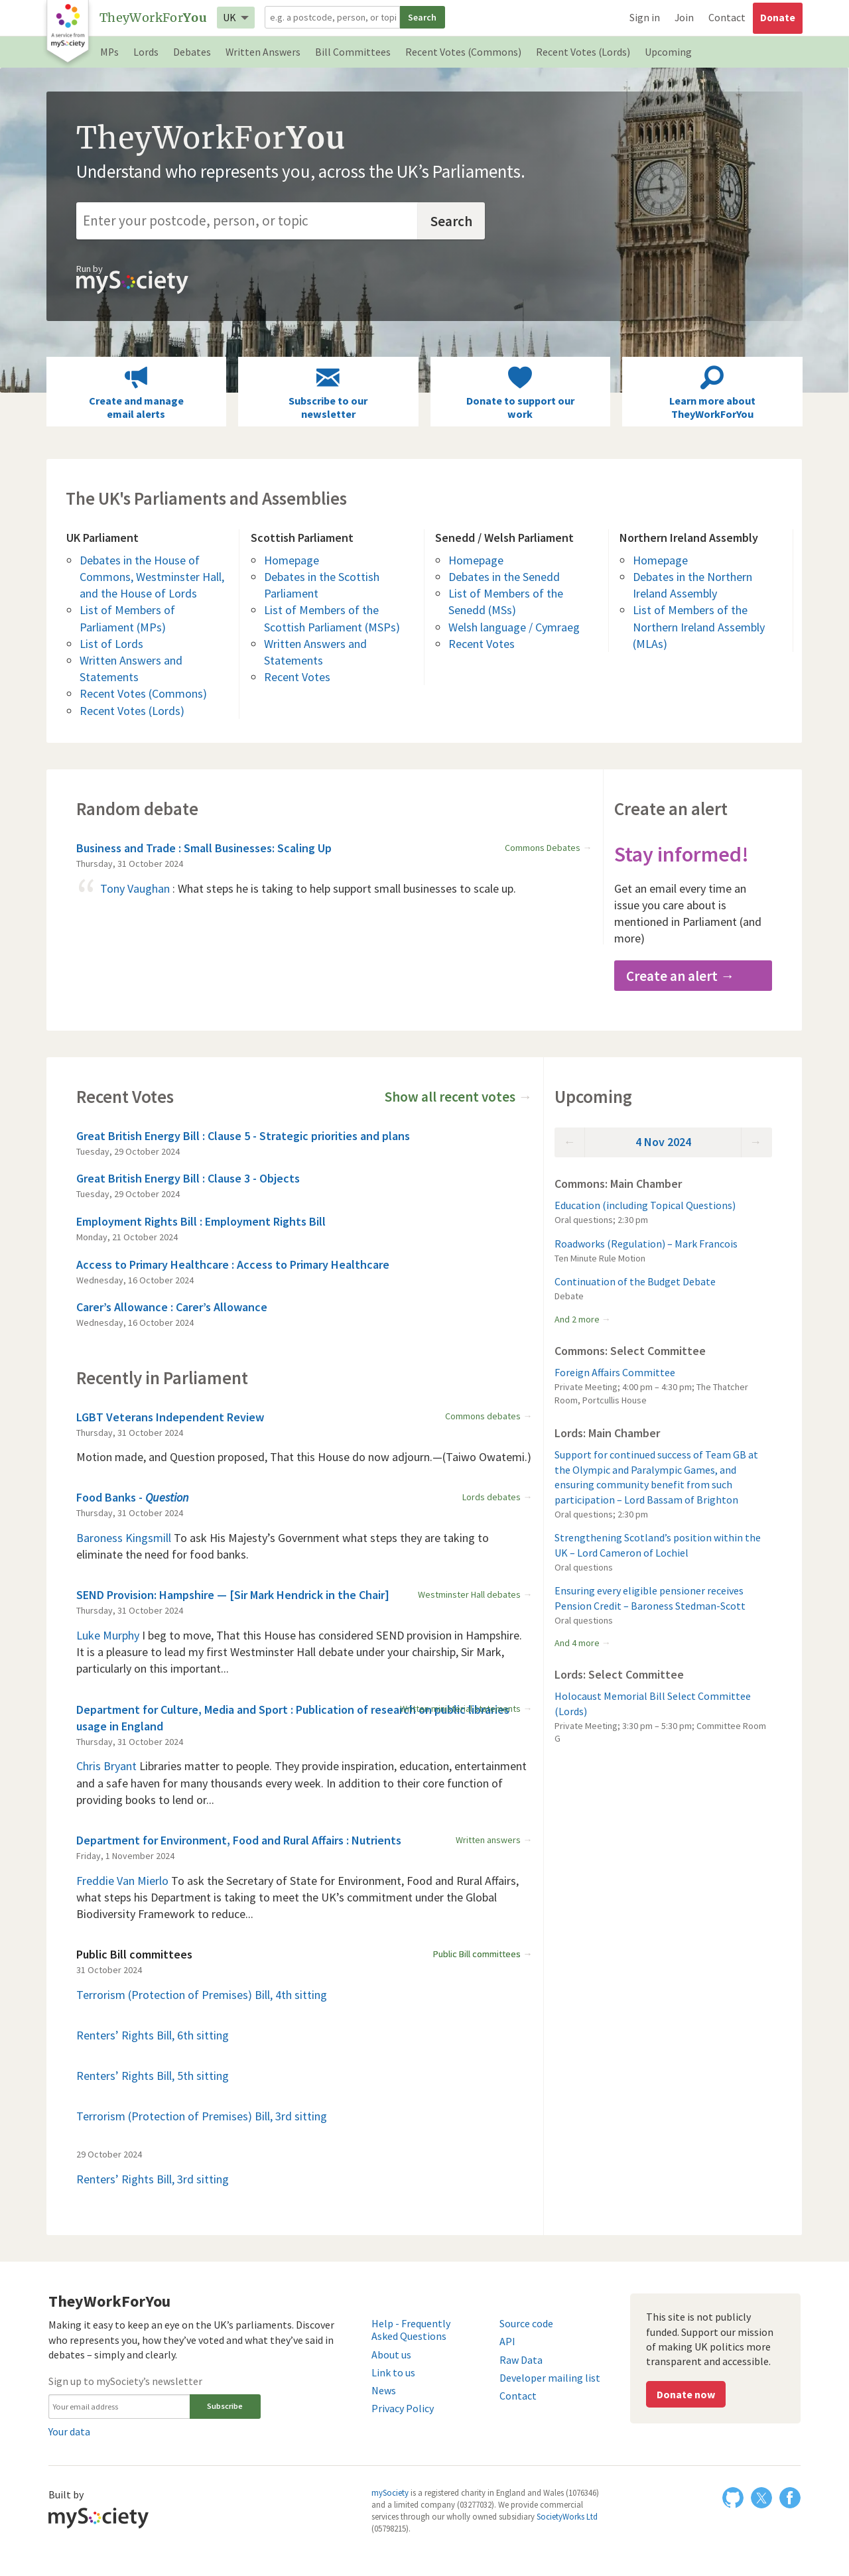 A service from
mySociety
TheyWorkForYou
UK
e.g. a postcode, person, or topi
Search
Sign in
Join
Contact
Donate
MPs
Lords
Debates
Written Answers
Bill Committees
Recent Votes (Commons)
Recent Votes (Lords)
Upcoming
TheyWorkForYou
Understand who represents you, across the UK’s Parliaments.
Enter your postcode, person, or topic
Search
Run by
mySociety
Create and manage
email alerts
Subscribe to our
newsletter
Donate to support our
work
Learn more about
TheyWorkForYou
The UK's Parliaments and Assemblies
UK Parliament
Debates in the House of
Commons, Westminster Hall,
and the House of Lords
List of Members of
Parliament (MPs)
List of Lords
Written Answers and
Statements
Recent Votes (Commons)
Recent Votes (Lords)
Scottish Parliament
Homepage
Debates in the Scottish
Parliament
List of Members of the
Scottish Parliament (MSPs)
Written Answers and
Statements
Recent Votes
Senedd / Welsh Parliament
Homepage
Debates in the Senedd
List of Members of the
Senedd (MSs)
Welsh language / Cymraeg
Recent Votes
Northern Ireland Assembly
Homepage
Debates in the Northern
Ireland Assembly
List of Members of the
Northern Ireland Assembly
(MLAs)
Random debate
Business and Trade : Small Businesses: Scaling Up
Commons Debates →
Thursday, 31 October 2024
“ Tony Vaughan : What steps he is taking to help support small businesses to scale up.
Create an alert
Stay informed!
Get an email every time an
issue you care about is
mentioned in Parliament (and
more)
Create an alert →
Recent Votes
Show all recent votes →
Great British Energy Bill : Clause 5 - Strategic priorities and plans
Tuesday, 29 October 2024
Great British Energy Bill : Clause 3 - Objects
Tuesday, 29 October 2024
Employment Rights Bill : Employment Rights Bill
Monday, 21 October 2024
Access to Primary Healthcare : Access to Primary Healthcare
Wednesday, 16 October 2024
Carer’s Allowance : Carer’s Allowance
Wednesday, 16 October 2024
Recently in Parliament
LGBT Veterans Independent Review
Commons debates →
Thursday, 31 October 2024
Motion made, and Question proposed, That this House do now adjourn.—(Taiwo Owatemi.)
Food Banks - Question
Lords debates →
Thursday, 31 October 2024
Baroness Kingsmill To ask His Majesty’s Government what steps they are taking to
eliminate the need for food banks.
SEND Provision: Hampshire — [Sir Mark Hendrick in the Chair]
Westminster Hall debates →
Thursday, 31 October 2024
Luke Murphy I beg to move, That this House has considered SEND provision in Hampshire.
It is a pleasure to lead my first Westminster Hall debate under your chairship, Sir Mark,
particularly on this important...
Department for Culture, Media and Sport : Publication of research on public libraries
usage in England
Written ministerial statements →
Thursday, 31 October 2024
Chris Bryant Libraries matter to people. They provide inspiration, education, entertainment
and a safe haven for many thousands every week. In addition to their core function of
providing books to lend or...
Department for Environment, Food and Rural Affairs : Nutrients
Written answers →
Friday, 1 November 2024
Freddie Van Mierlo To ask the Secretary of State for Environment, Food and Rural Affairs,
what steps his Department is taking to meet the UK’s commitment under the Global
Biodiversity Framework to reduce...
Public Bill committees
Public Bill committees →
31 October 2024
Terrorism (Protection of Premises) Bill, 4th sitting
Renters’ Rights Bill, 6th sitting
Renters’ Rights Bill, 5th sitting
Terrorism (Protection of Premises) Bill, 3rd sitting
29 October 2024
Renters’ Rights Bill, 3rd sitting
Upcoming
← 4 Nov 2024 →
Commons: Main Chamber
Education (including Topical Questions)
Oral questions; 2:30 pm
Roadworks (Regulation) – Mark Francois
Ten Minute Rule Motion
Continuation of the Budget Debate
Debate
And 2 more →
Commons: Select Committee
Foreign Affairs Committee
Private Meeting; 4:00 pm – 4:30 pm; The Thatcher
Room, Portcullis House
Lords: Main Chamber
Support for continued success of Team GB at
the Olympic and Paralympic Games, and
ensuring community benefit from such
participation – Lord Bassam of Brighton
Oral questions; 2:30 pm
Strengthening Scotland’s position within the
UK – Lord Cameron of Lochiel
Oral questions
Ensuring every eligible pensioner receives
Pension Credit – Baroness Stedman-Scott
Oral questions
And 4 more →
Lords: Select Committee
Holocaust Memorial Bill Select Committee
(Lords)
Private Meeting; 3:30 pm – 5:30 pm; Committee Room
G
TheyWorkForYou
Making it easy to keep an eye on the UK’s parliaments. Discover
who represents you, how they’ve voted and what they’ve said in
debates – simply and clearly.
Sign up to mySociety’s newsletter
Your email address
Subscribe
Your data
Help - Frequently
Asked Questions
About us
Link to us
News
Privacy Policy
Source code
API
Raw Data
Developer mailing list
Contact
This site is not publicly
funded. Support our mission
of making UK politics more
transparent and accessible.
Donate now
Built by
mySociety
mySociety is a registered charity in England and Wales (1076346)
and a limited company (03277032). We provide commercial
services through our wholly owned subsidiary SocietyWorks Ltd
(05798215).